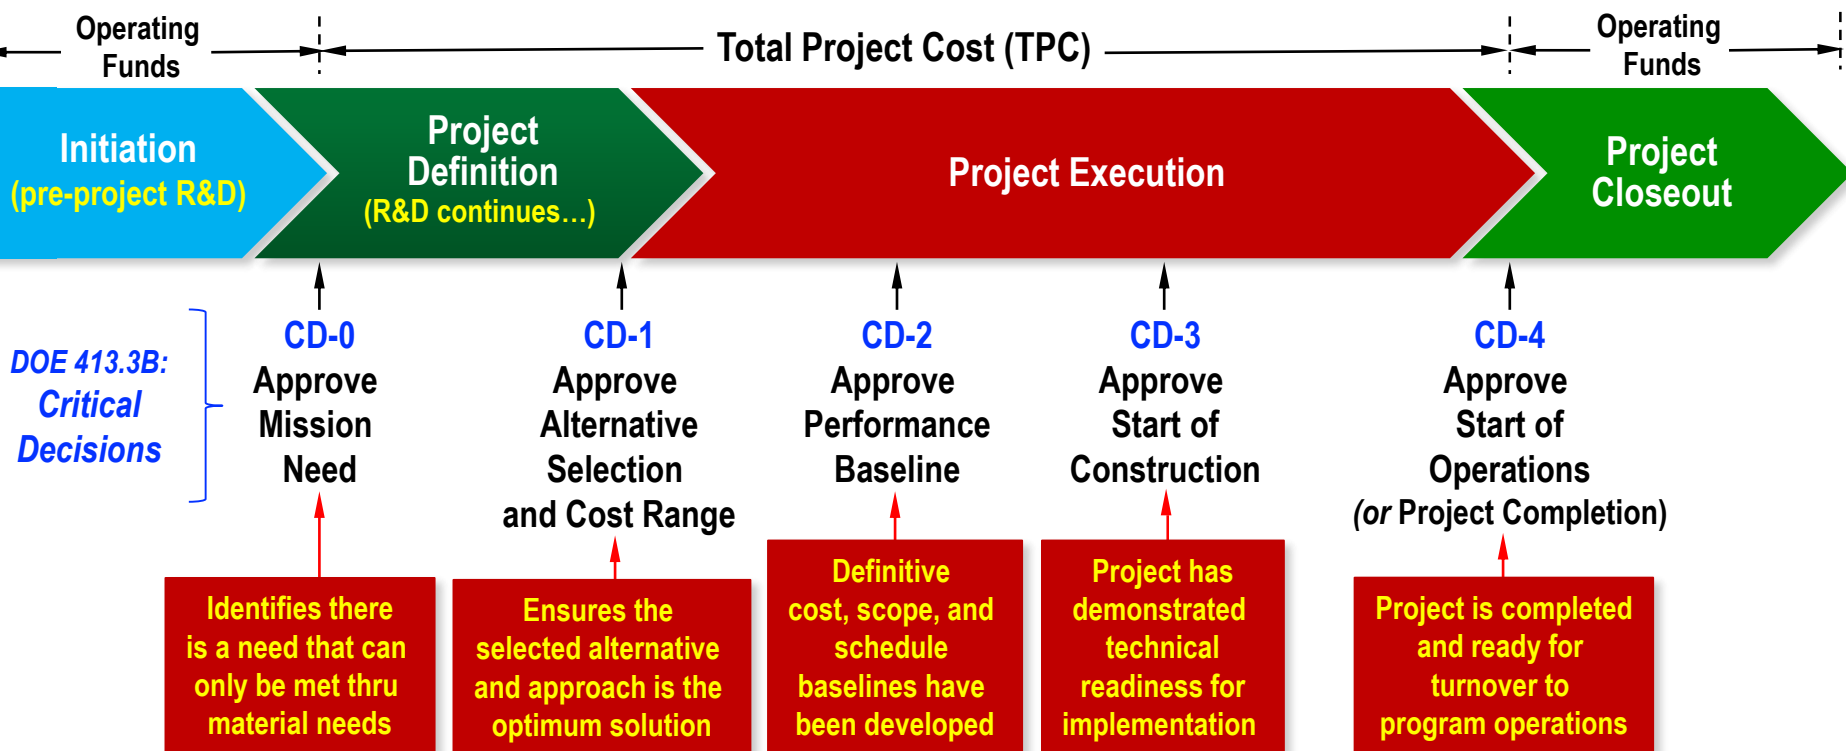 Operating
Funds
Total Project Cost (TPC)
Operating
Funds
Initiation
(pre-project R&D)
Project
Definition
(R&D continues…)
Project Execution
Project
Closeout
DOE 413.3B:
Critical
Decisions
CD-0
Approve
Mission
Need
CD-1
Approve
Alternative
Selection
and Cost Range
CD-2
Approve
Performance
Baseline
CD-3
Approve
Start of
Construction
CD-4
Approve
Start of
Operations
(or Project Completion)
Identifies there
is a need that can
only be met thru
material needs
Ensures the
selected alternative
and approach is the
optimum solution
Definitive
cost, scope, and
schedule
baselines have
been developed
Project has
demonstrated
technical
readiness for
implementation
Project is completed
and ready for
turnover to
program operations